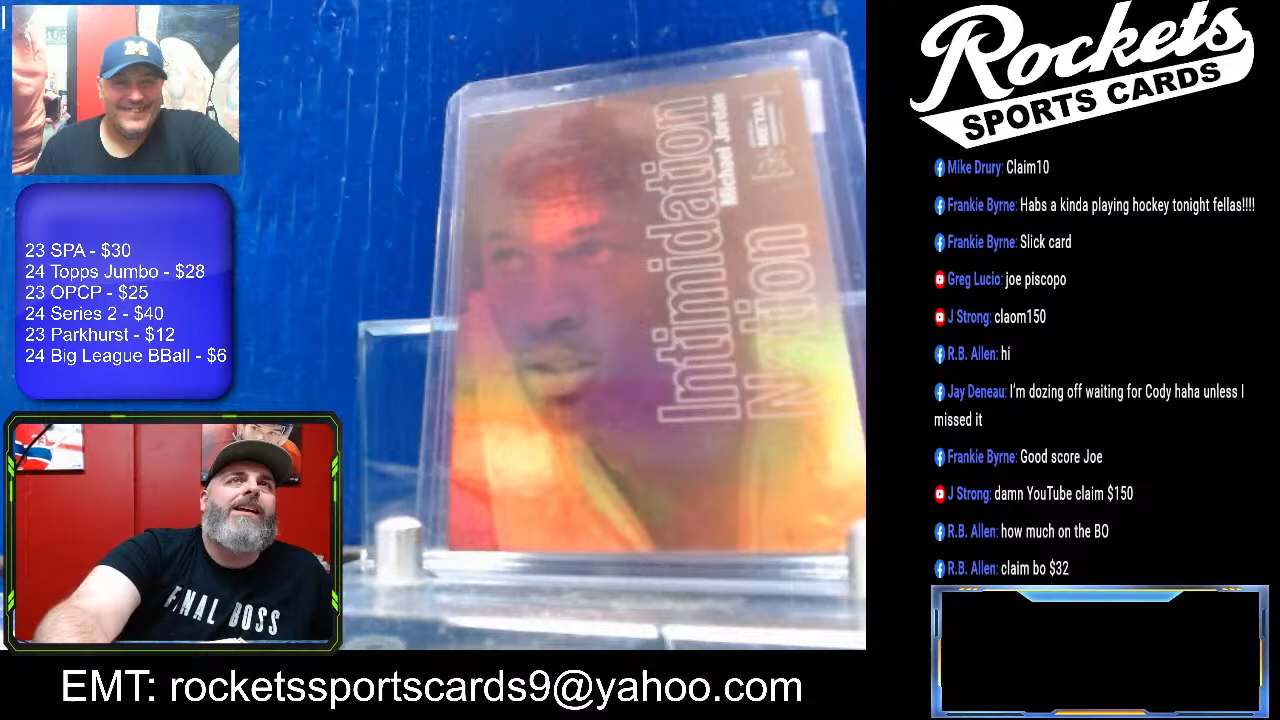 M
23 SPA - $30
24 Topps Jumbo - $28
23 OPCP - $25
24 Series 2 - $40
23 Parkhurst - $12
24 Big League BBall - $6
FINAL BOSS
Intimidation
Nation
Michael Jordan
METAL
Rockets
SPORTS CARDS
Mike Drury: Claim10
Frankie Byrne: Habs a kinda playing hockey tonight fellas!!!!
Frankie Byrne: Slick card
Greg Lucio: joe piscopo
J Strong: claom150
R.B. Allen: hi
Jay Deneau: I'm dozing off waiting for Cody haha unless I
missed it
Frankie Byrne: Good score Joe
J Strong: damn YouTube claim $150
R.B. Allen: how much on the BO
R.B. Allen: claim bo $32
EMT: rocketssportscards9@yahoo.com